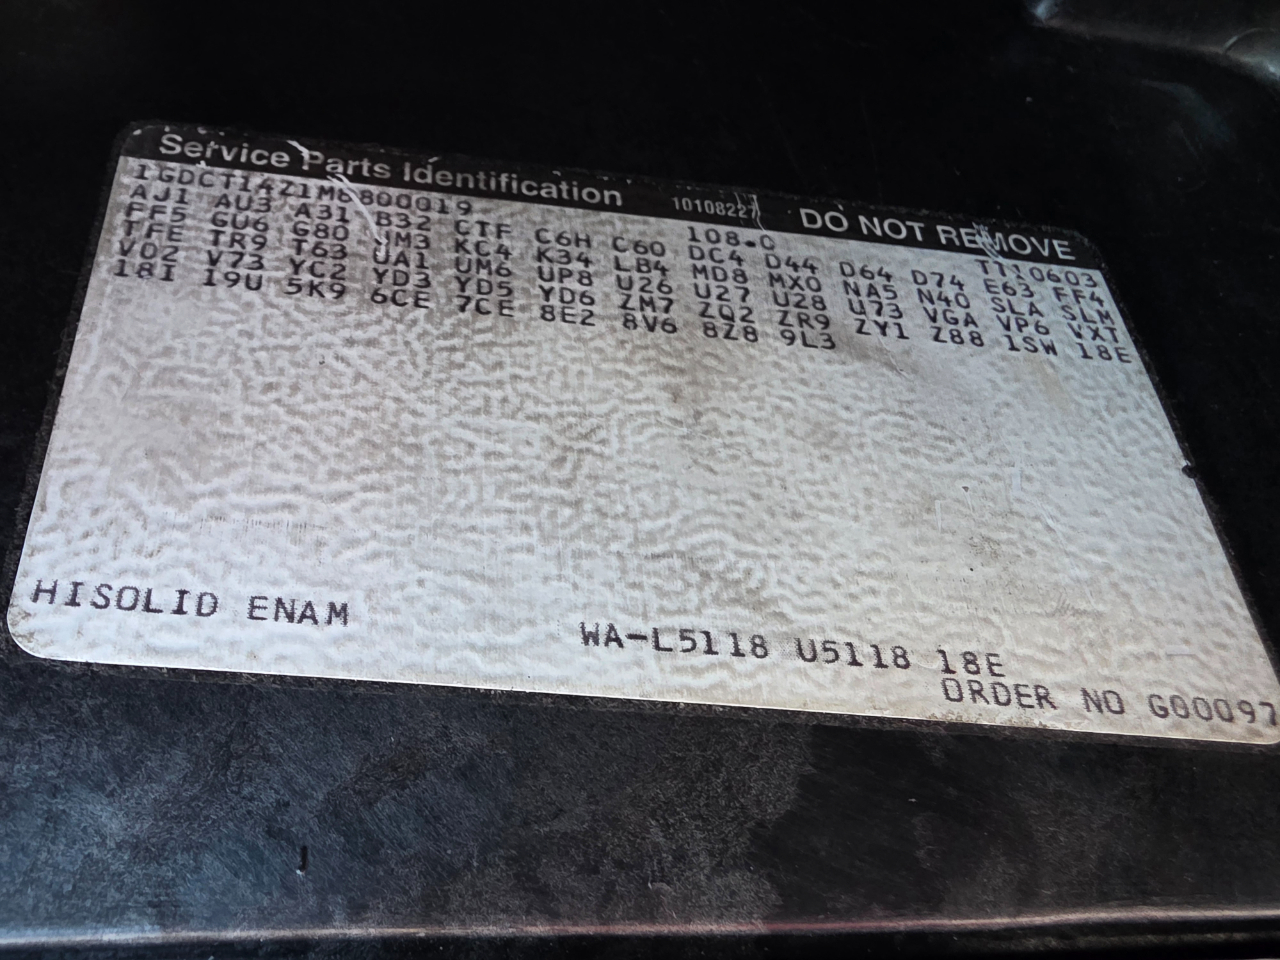 Service Parts Identification 10108227 DO NOT REMOVE
1GDCT14Z1M6800019 108.0 T110603
AJ1 AU3 A31 B32 CTF C6H C60 DC4 D44 D64 D74 E63 FF4
FF5 GU6 G80 JM3 KC4 K34 LB4 MD8 MX0 NA5 N40 SLA SLM
TFE TR9 T63 UA1 UM6 UP8 U26 U27 U28 U73 VGA VP6 VXT
V02 V73 YC2 YD3 YD5 YD6 ZM7 ZQ2 ZR9 ZY1 Z88 1SW 18E
18I 19U 5K9 6CE 7CE 8E2 8V6 8Z8 9L3
HISOLID ENAM WA-L5118 U5118 18E
ORDER NO G00097